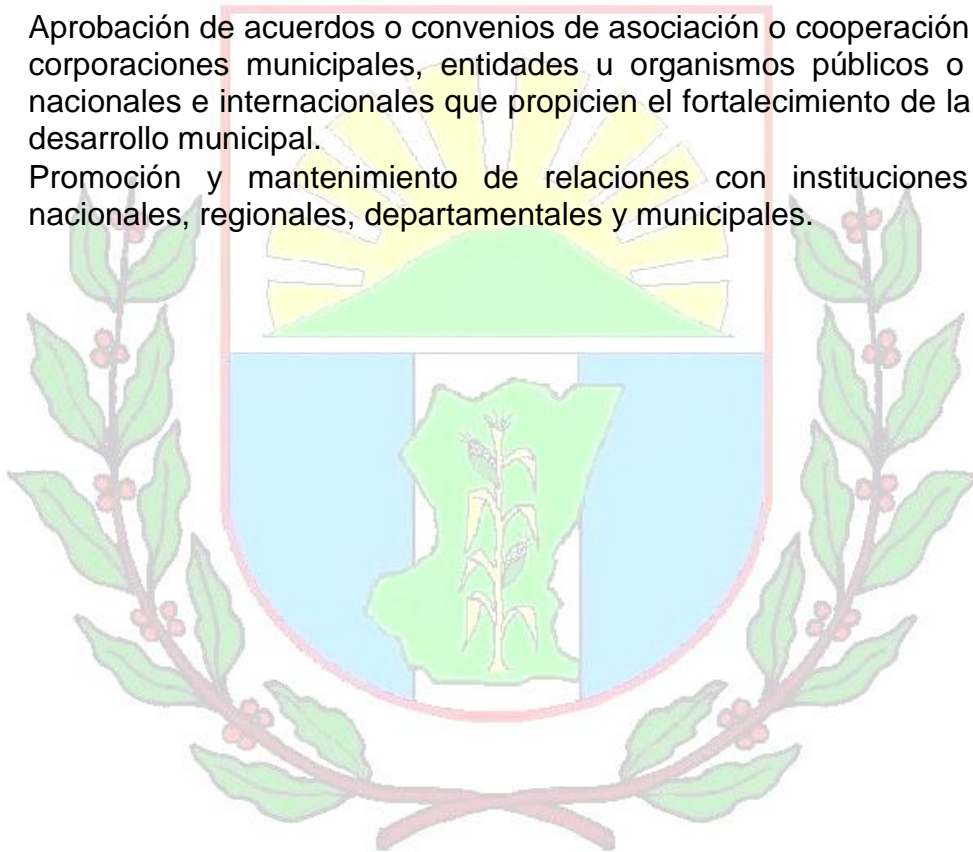 Aprobación de acuerdos o convenios de asociación o cooperación
corporaciones municipales, entidades u organismos públicos o
nacionales e internacionales que propicien el fortalecimiento de la
desarrollo municipal.
Promoción y mantenimiento de relaciones con instituciones
nacionales, regionales, departamentales y municipales.